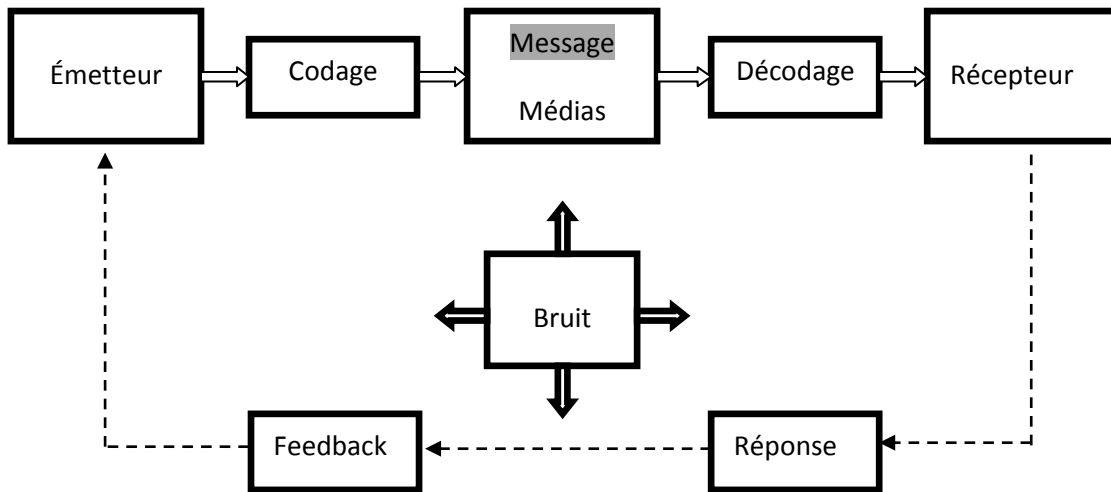 Émetteur
Codage
Message
Médias
Décodage
Récepteur
Bruit
Feedback
Réponse